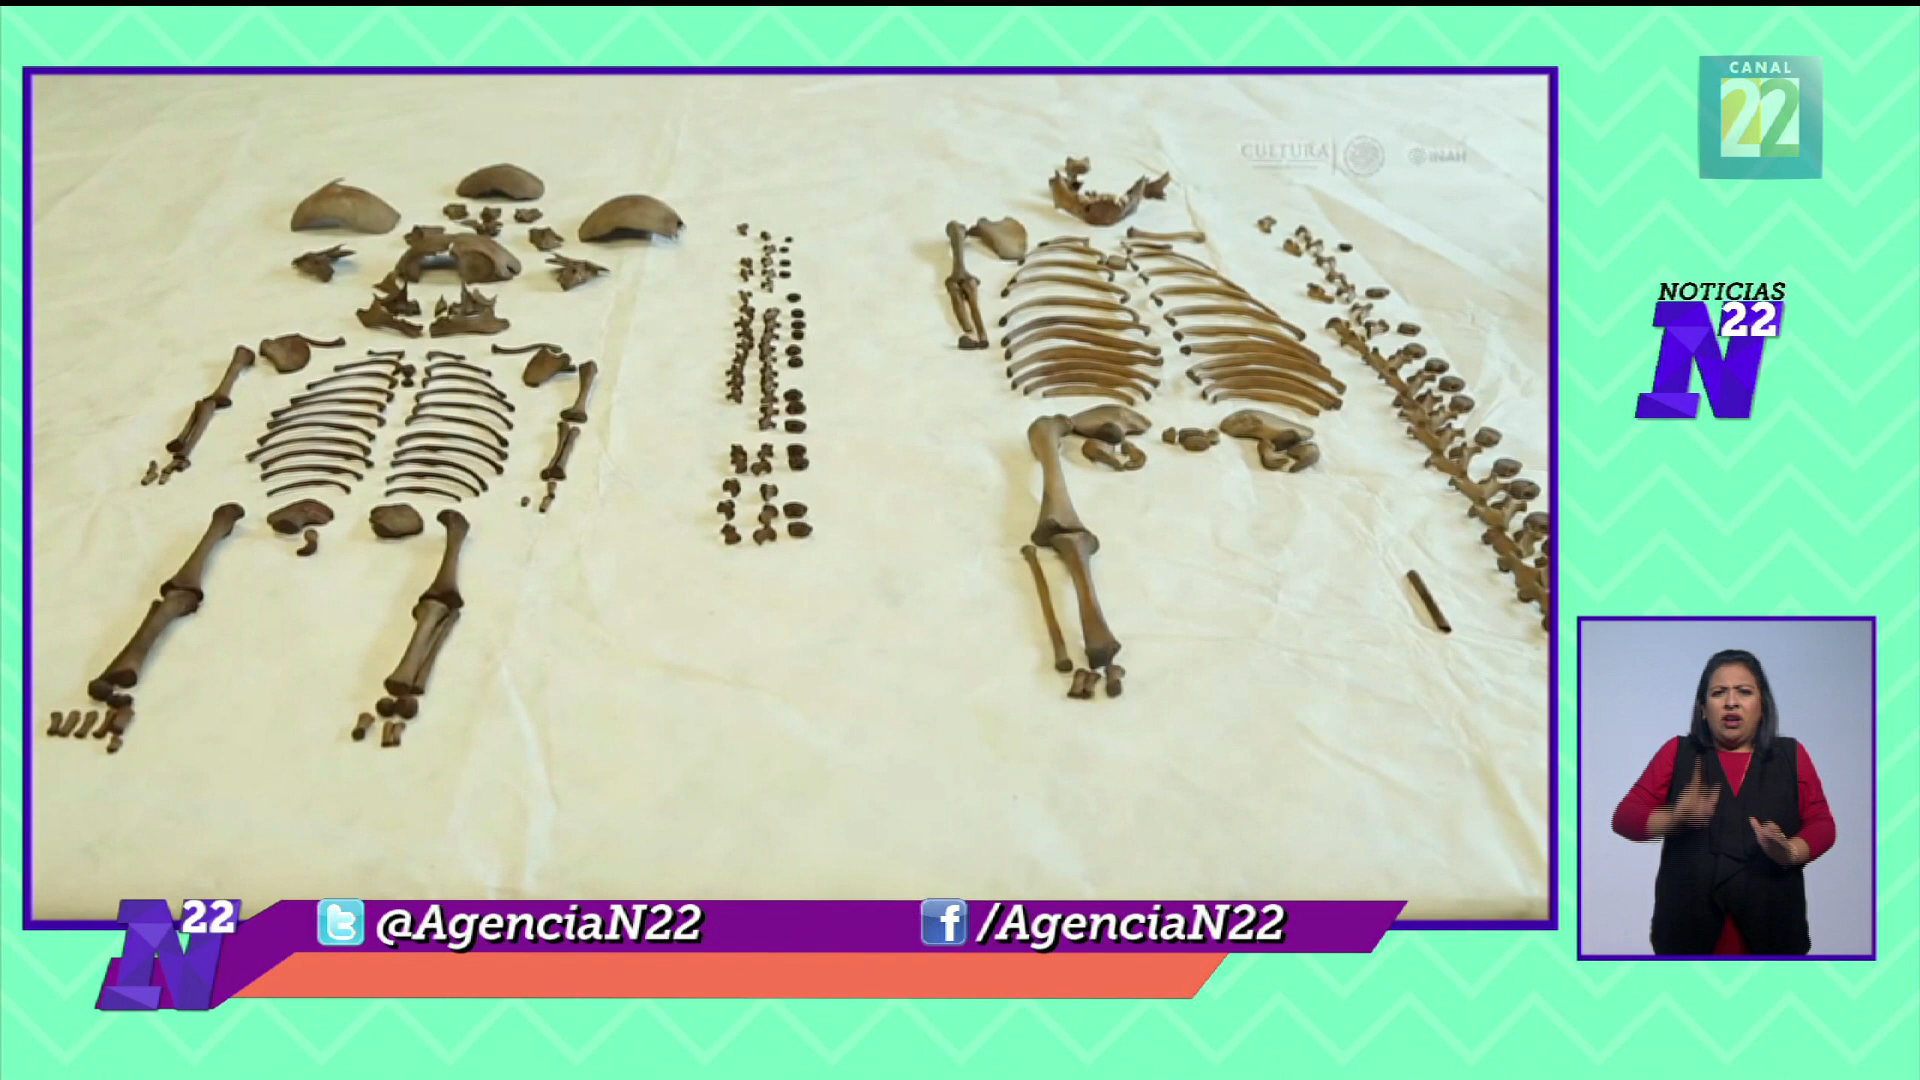 CANAL
22
CULTURA
INAH
NOTICIAS
22
N
22
N
@AgenciaN22
/AgenciaN22